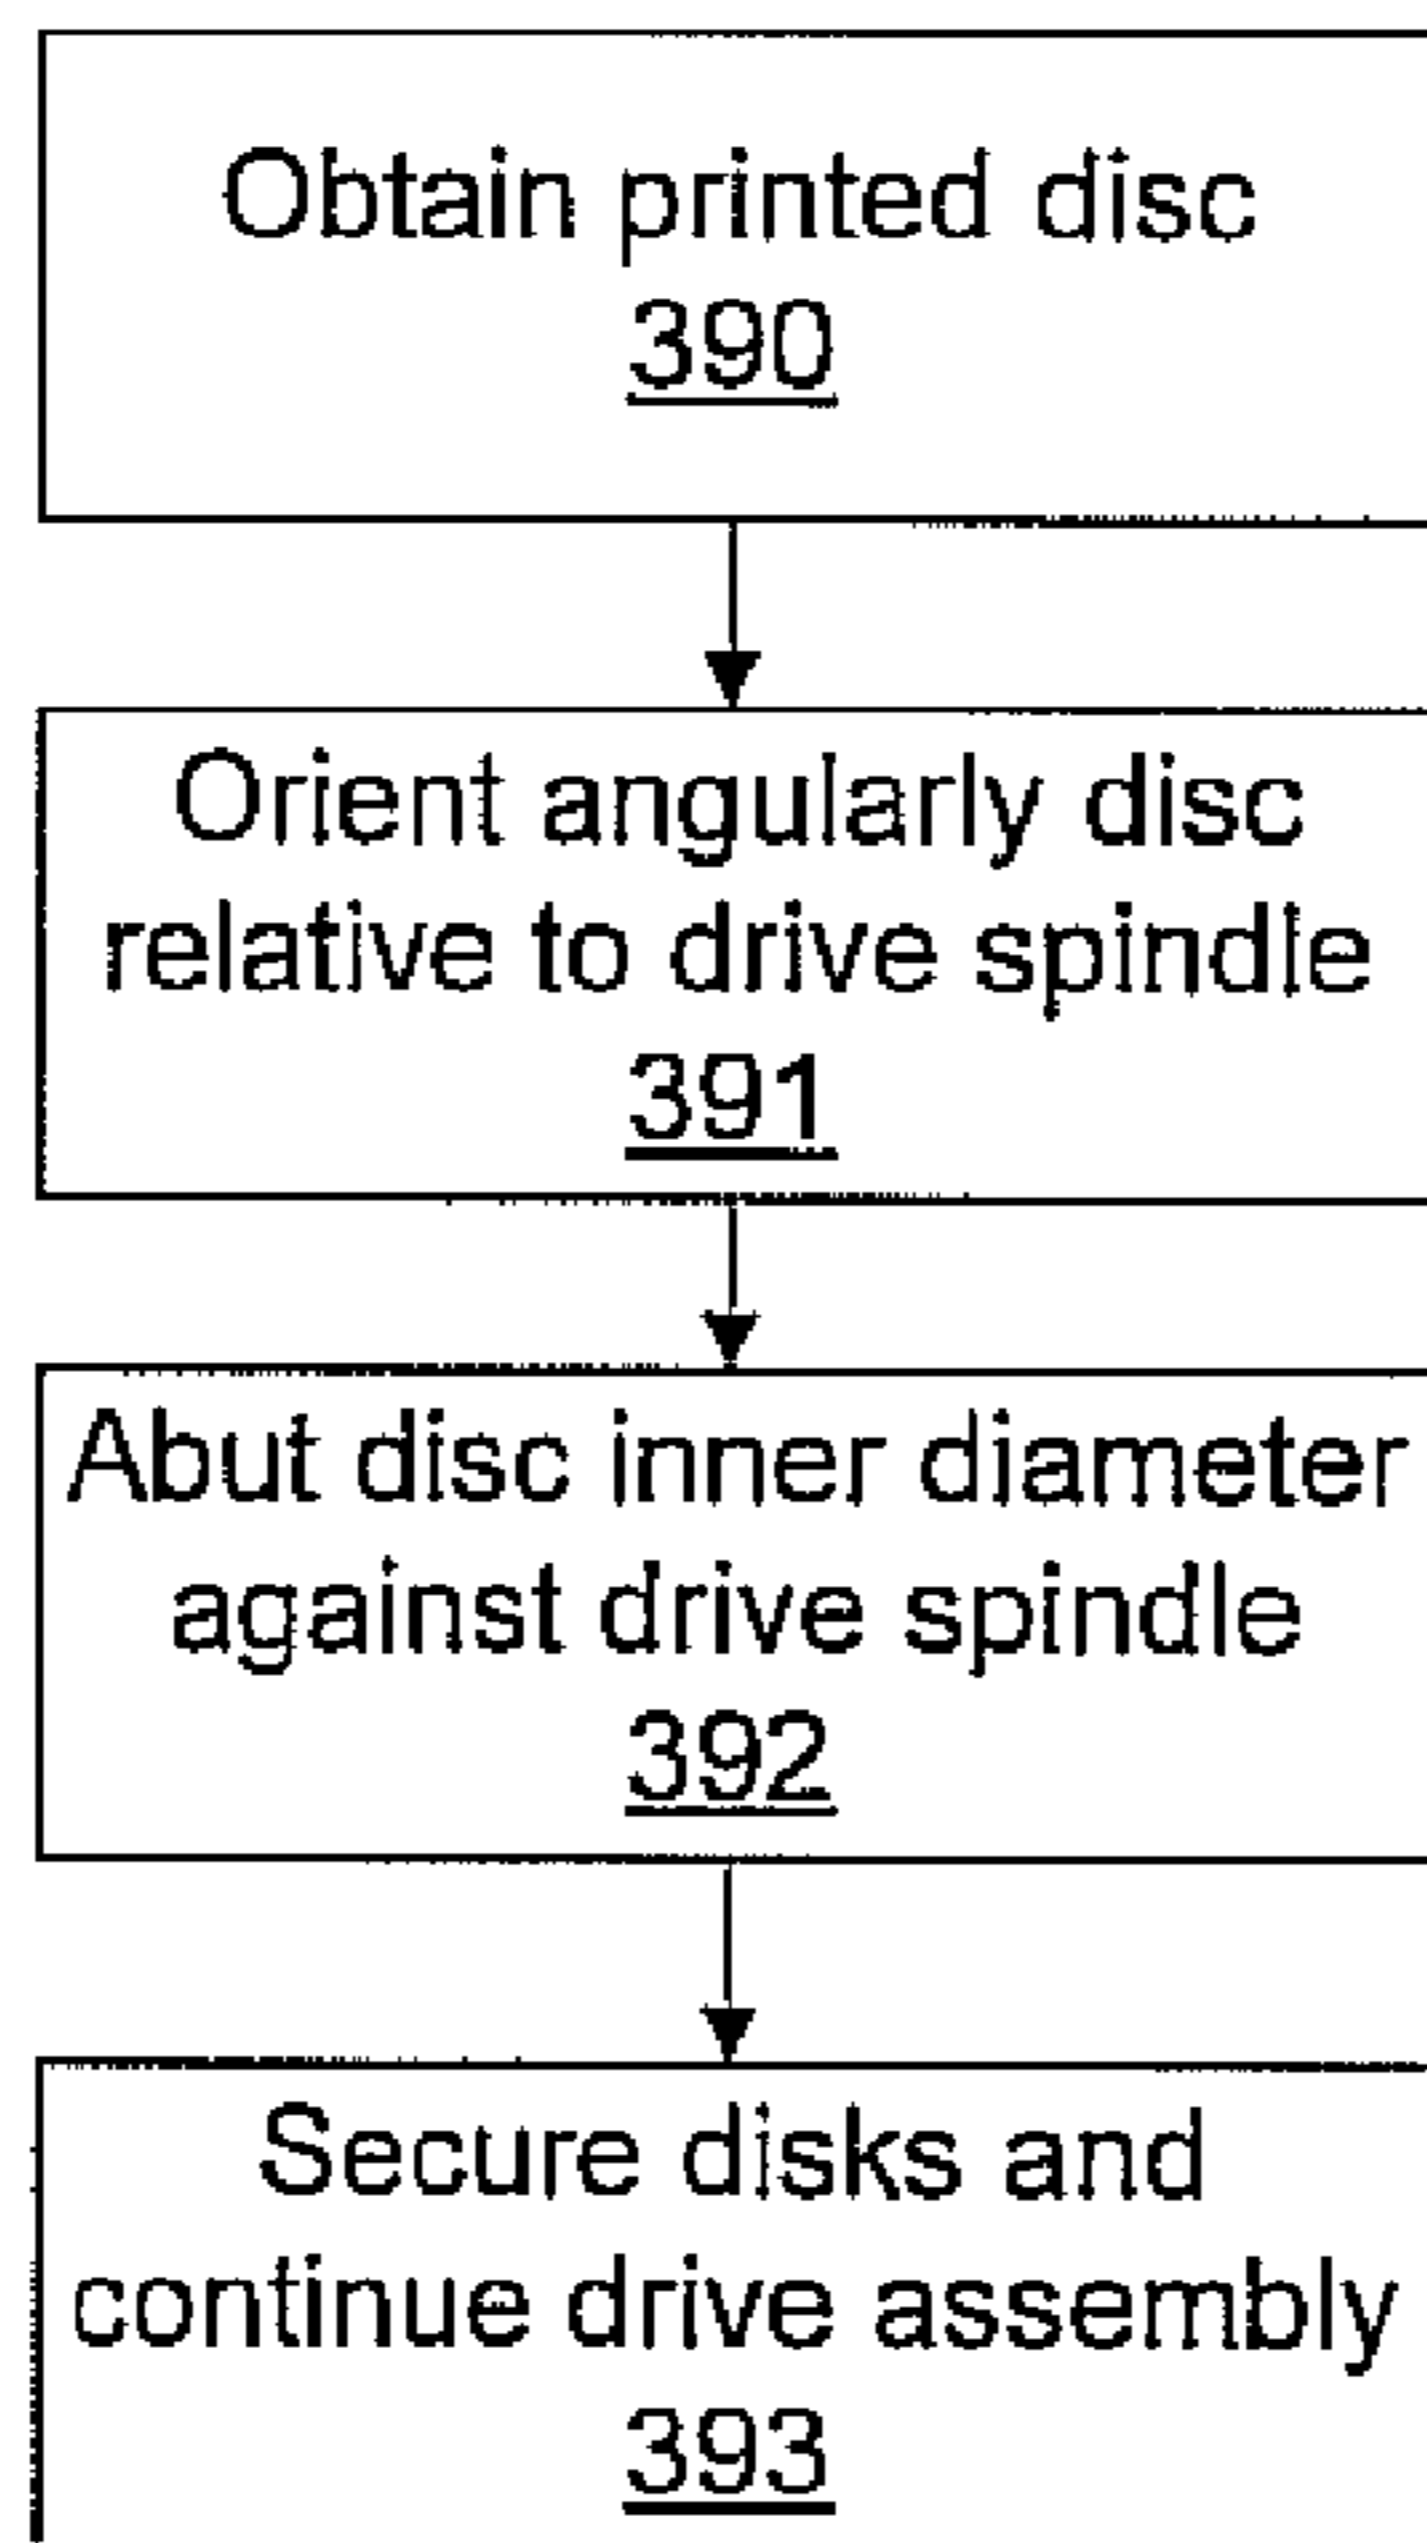 Obtain printed disc
390
Orient angularly disc
relative to drive spindle
391
Abut disc inner diameter
against drive spindle
392
Secure disks and
continue drive assembly
393